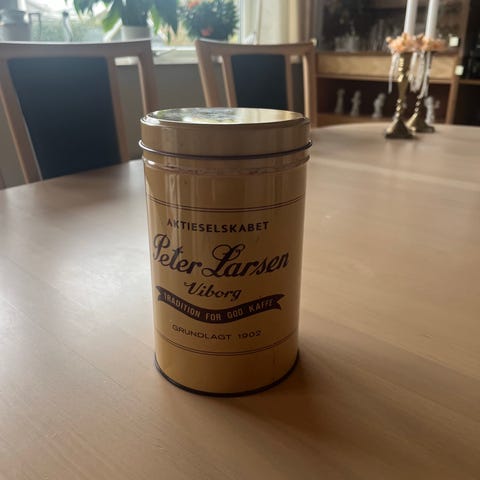 AKTIESELSKABET
Peter Larsen
Viborg
TRADITION FOR GOD KAFFE
GRUNDLAGT 1902